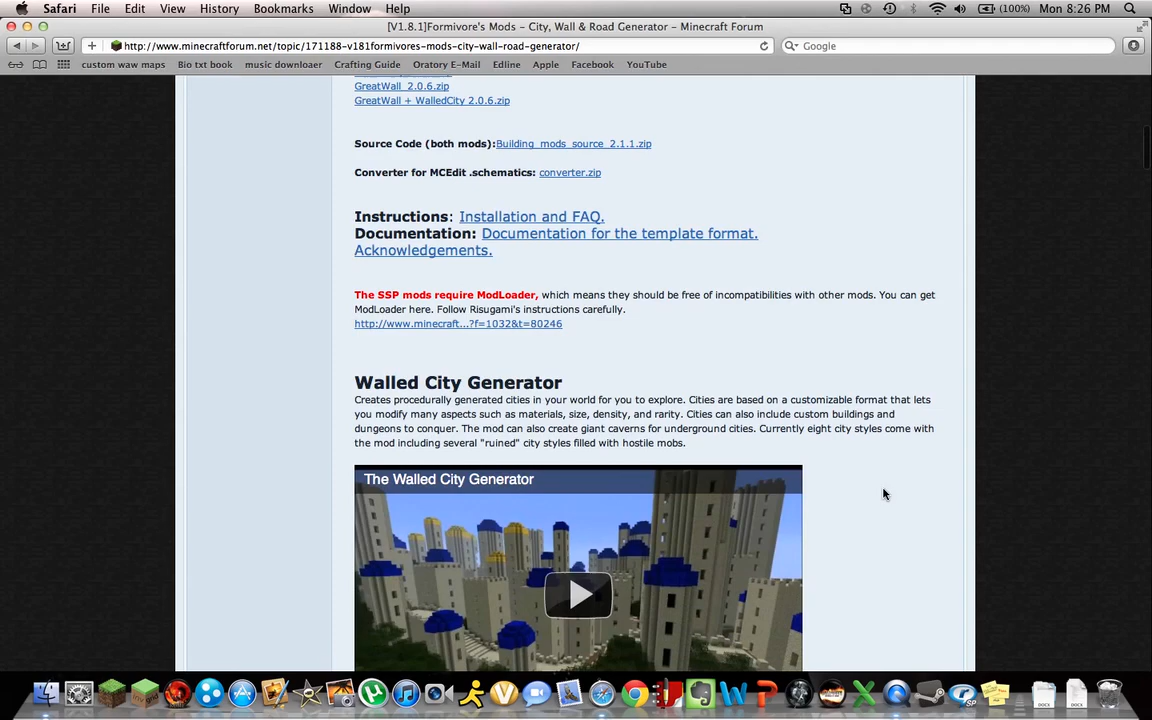 Safari File Edit View History Bookmarks Window Help (100%) Mon 8:26 PM
[V1.8.1]Formivore's Mods – City, Wall & Road Generator – Minecraft Forum
http://www.minecraftforum.net/topic/171188-v181formivores-mods-city-wall-road-generator/ Google
custom waw maps Bio txt book music downloaer Crafting Guide Oratory E-Mail Edline Apple Facebook YouTube
GreatWall 2.0.6.zip
GreatWall + WalledCity 2.0.6.zip
Source Code (both mods):Building_mods_source_2.1.1.zip
Converter for MCEdit .schematics: converter.zip
Instructions: Installation and FAQ.
Documentation: Documentation for the template format.
Acknowledgements.
The SSP mods require ModLoader, which means they should be free of incompatibilities with other mods. You can get
ModLoader here. Follow Risugami's instructions carefully.
http://www.minecraft...?f=1032&t=80246
Walled City Generator
Creates procedurally generated cities in your world for you to explore. Cities are based on a customizable format that lets
you modify many aspects such as materials, size, density, and rarity. Cities can also include custom buildings and
dungeons to conquer. The mod can also create giant caverns for underground cities. Currently eight city styles come with
the mod including several "ruined" city styles filled with hostile mobs.
The Walled City Generator